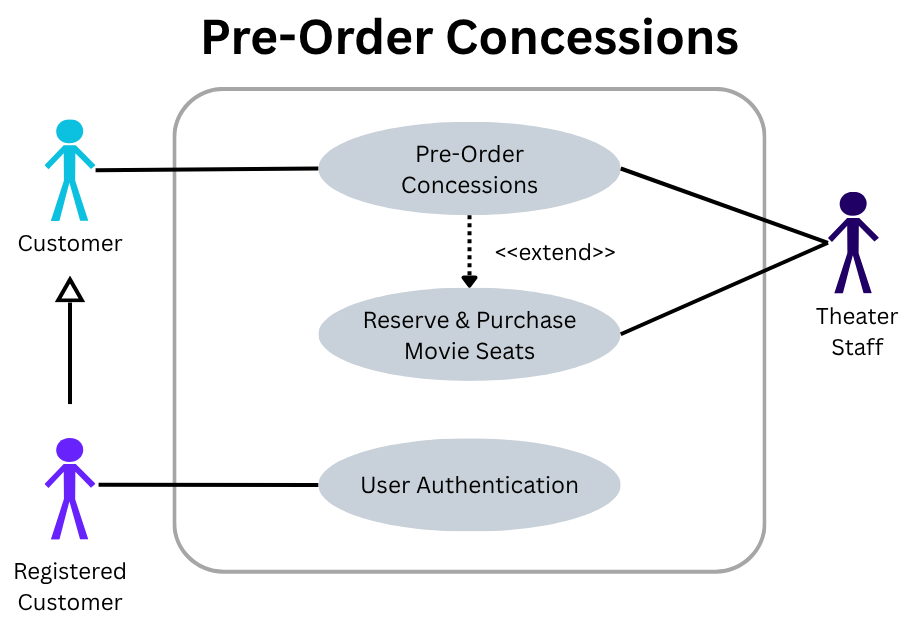 Pre-Order Concessions
Pre-Order
Concessions
Customer
<<extend>>
Theater
Staff
Reserve & Purchase
Movie Seats
User Authentication
Registered
Customer